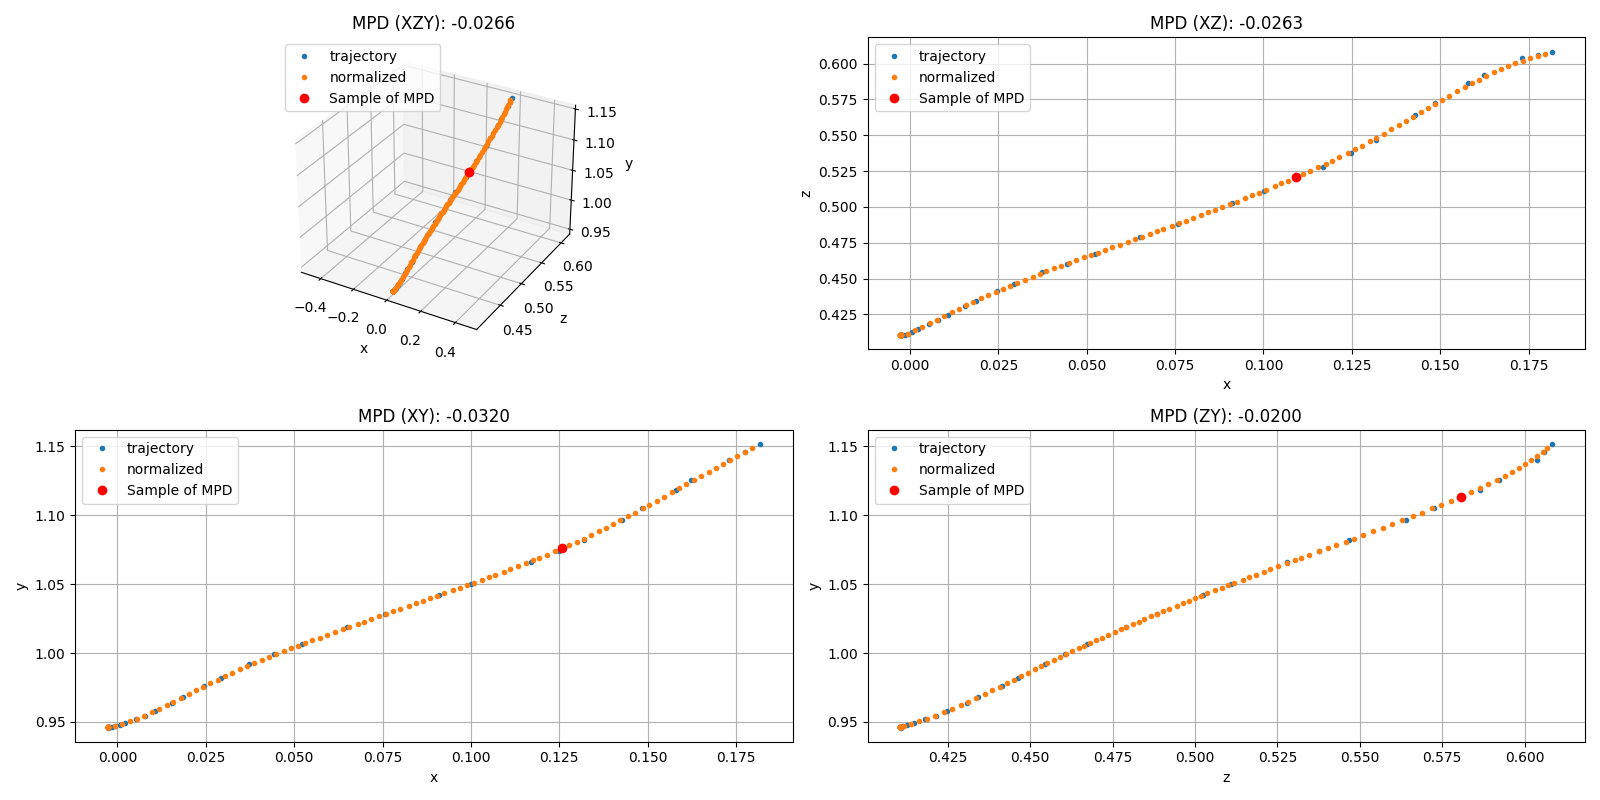 MPD (XZY): -0.0266
trajectory
normalized
Sample of MPD
1.15
1.10
1.05
1.00
0.95
y
0.60
0.55
0.50
0.45
z
−0.4
−0.2
0.0
0.2
0.4
x
MPD (XZ): -0.0263
trajectory
normalized
Sample of MPD
0.600
0.575
0.550
0.525
0.500
0.475
0.450
0.425
z
0.000 0.025 0.050 0.075 0.100 0.125 0.150 0.175
x
MPD (XY): -0.0320
trajectory
normalized
Sample of MPD
1.15
1.10
1.05
1.00
0.95
y
0.000 0.025 0.050 0.075 0.100 0.125 0.150 0.175
x
MPD (ZY): -0.0200
trajectory
normalized
Sample of MPD
1.15
1.10
1.05
1.00
0.95
y
0.425 0.450 0.475 0.500 0.525 0.550 0.575 0.600
z